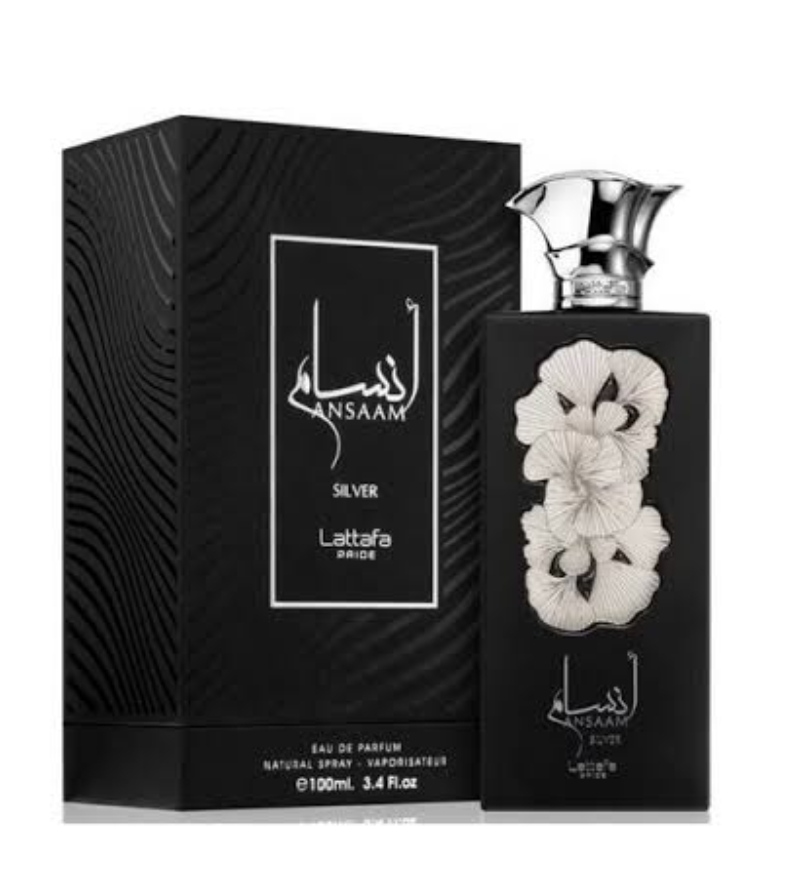 أنسام
ANSAAM
SILVER
Lattafa
PRIDE
EAU DE PARFUM
NATURAL SPRAY - VAPORISATEUR
℮100ml. 3.4 Fl.oz
أنسام
ANSAAM
SILVER
Lattafa
PRIDE